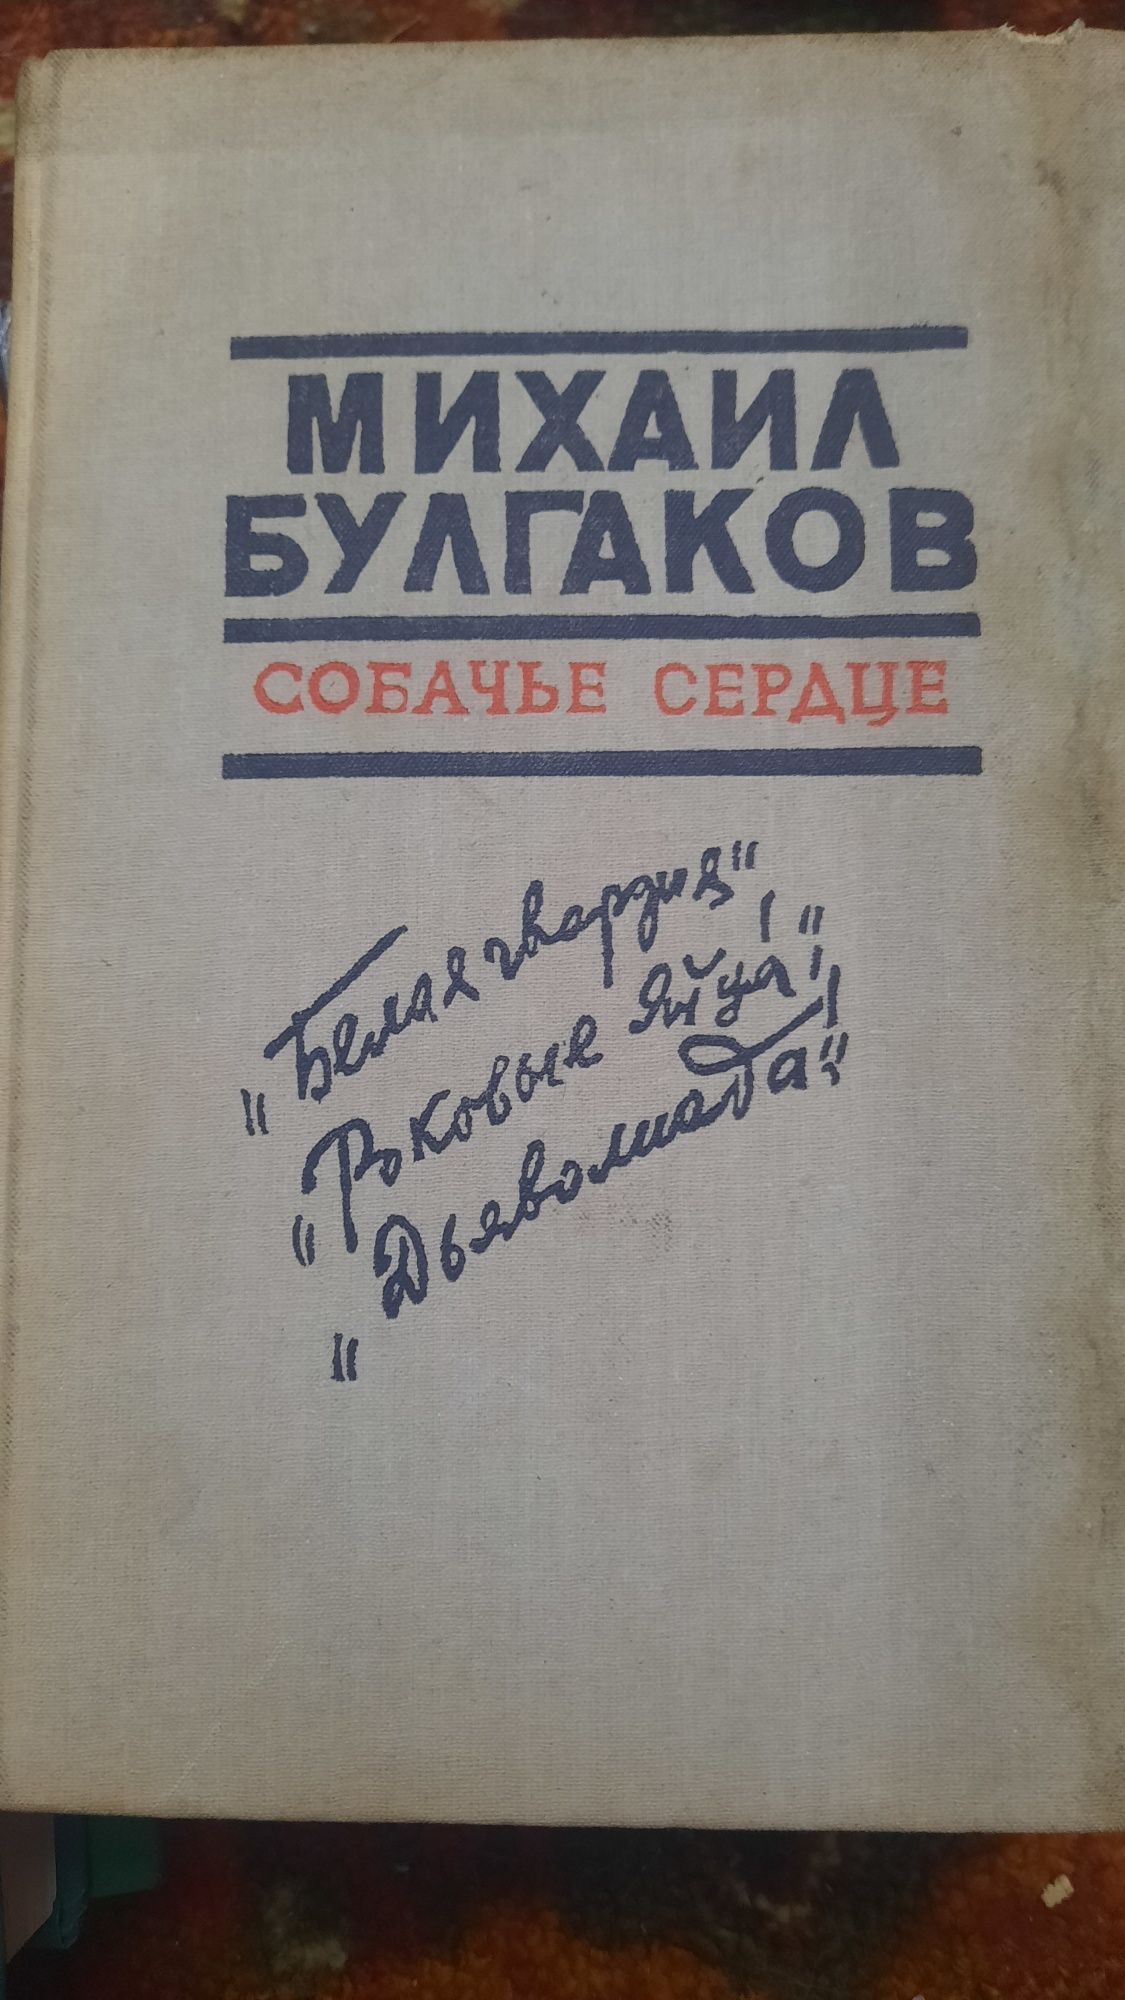 МИХАИЛ
БУЛГАКОВ
СОБАЧЬЕ СЕРДЦЕ
"Белая гвардия"
"Роковые яйца!"
"Дьяволиада!"